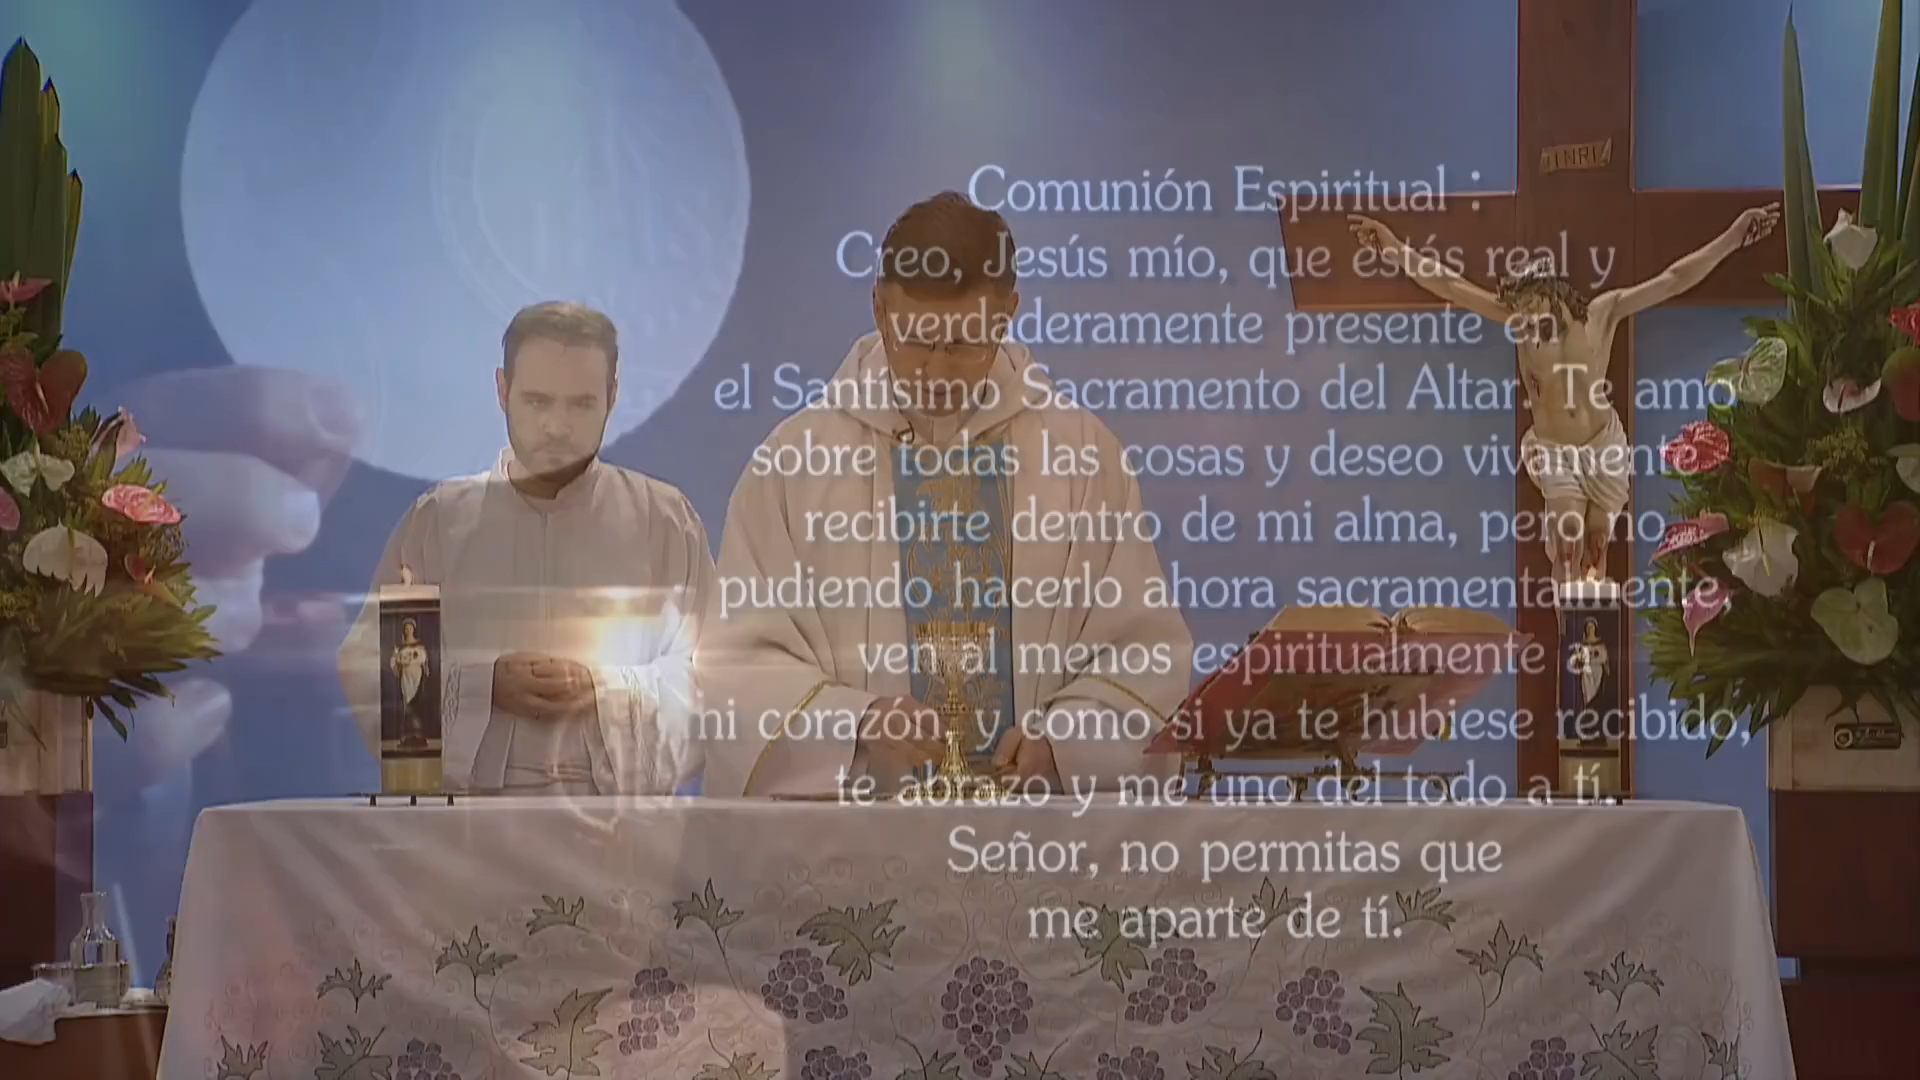 INRI
Comunión Espiritual :
Creo, Jesús mío, que estás real y
verdaderamente presente en
el Santísimo Sacramento del Altar. Te amo
sobre todas las cosas y deseo vivamente
recibirte dentro de mi alma, pero no
pudiendo hacerlo ahora sacramentalmente,
ven al menos espiritualmente a
mi corazón, y como si ya te hubiese recibido,
te abrazo y me uno del todo a tí.
Señor, no permitas que
me aparte de tí.